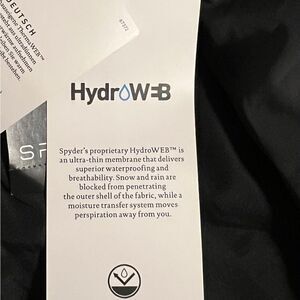 DEUTSCH
HydroWEB
Spyder's proprietary HydroWEB™ is
an ultra-thin membrane that delivers
superior waterproofing and
breathability. Snow and rain are
blocked from penetrating
the outer shell of the fabric, while a
moisture transfer system moves
perspiration away from you.
SP